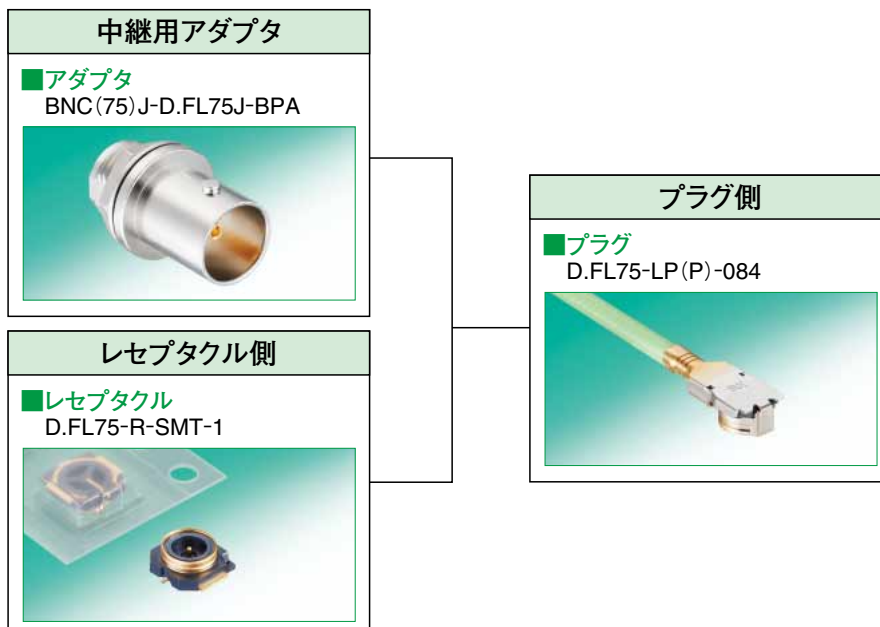 中継用アダプタ
■アダプタ
BNC(75)J-D.FL75J-BPA
レセプタクル側
■レセプタクル
D.FL75-R-SMT-1
プラグ側
■プラグ
D.FL75-LP(P)-084